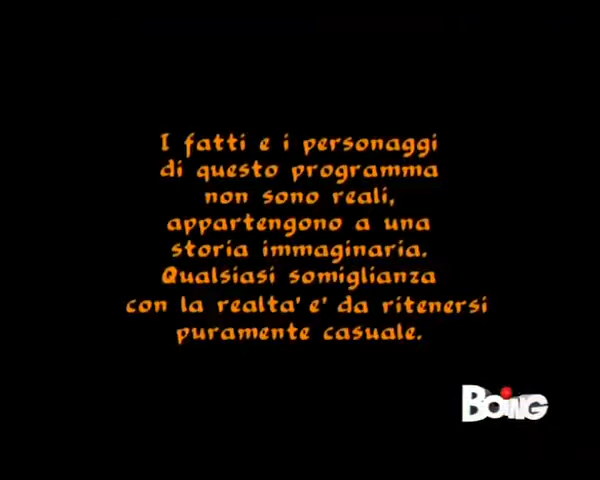 I fatti e i personaggi
di questo programma
non sono reali,
appartengono a una
storia immaginaria.
Qualsiasi somiglianza
con la realta' e' da ritenersi
puramente casuale.
BOING